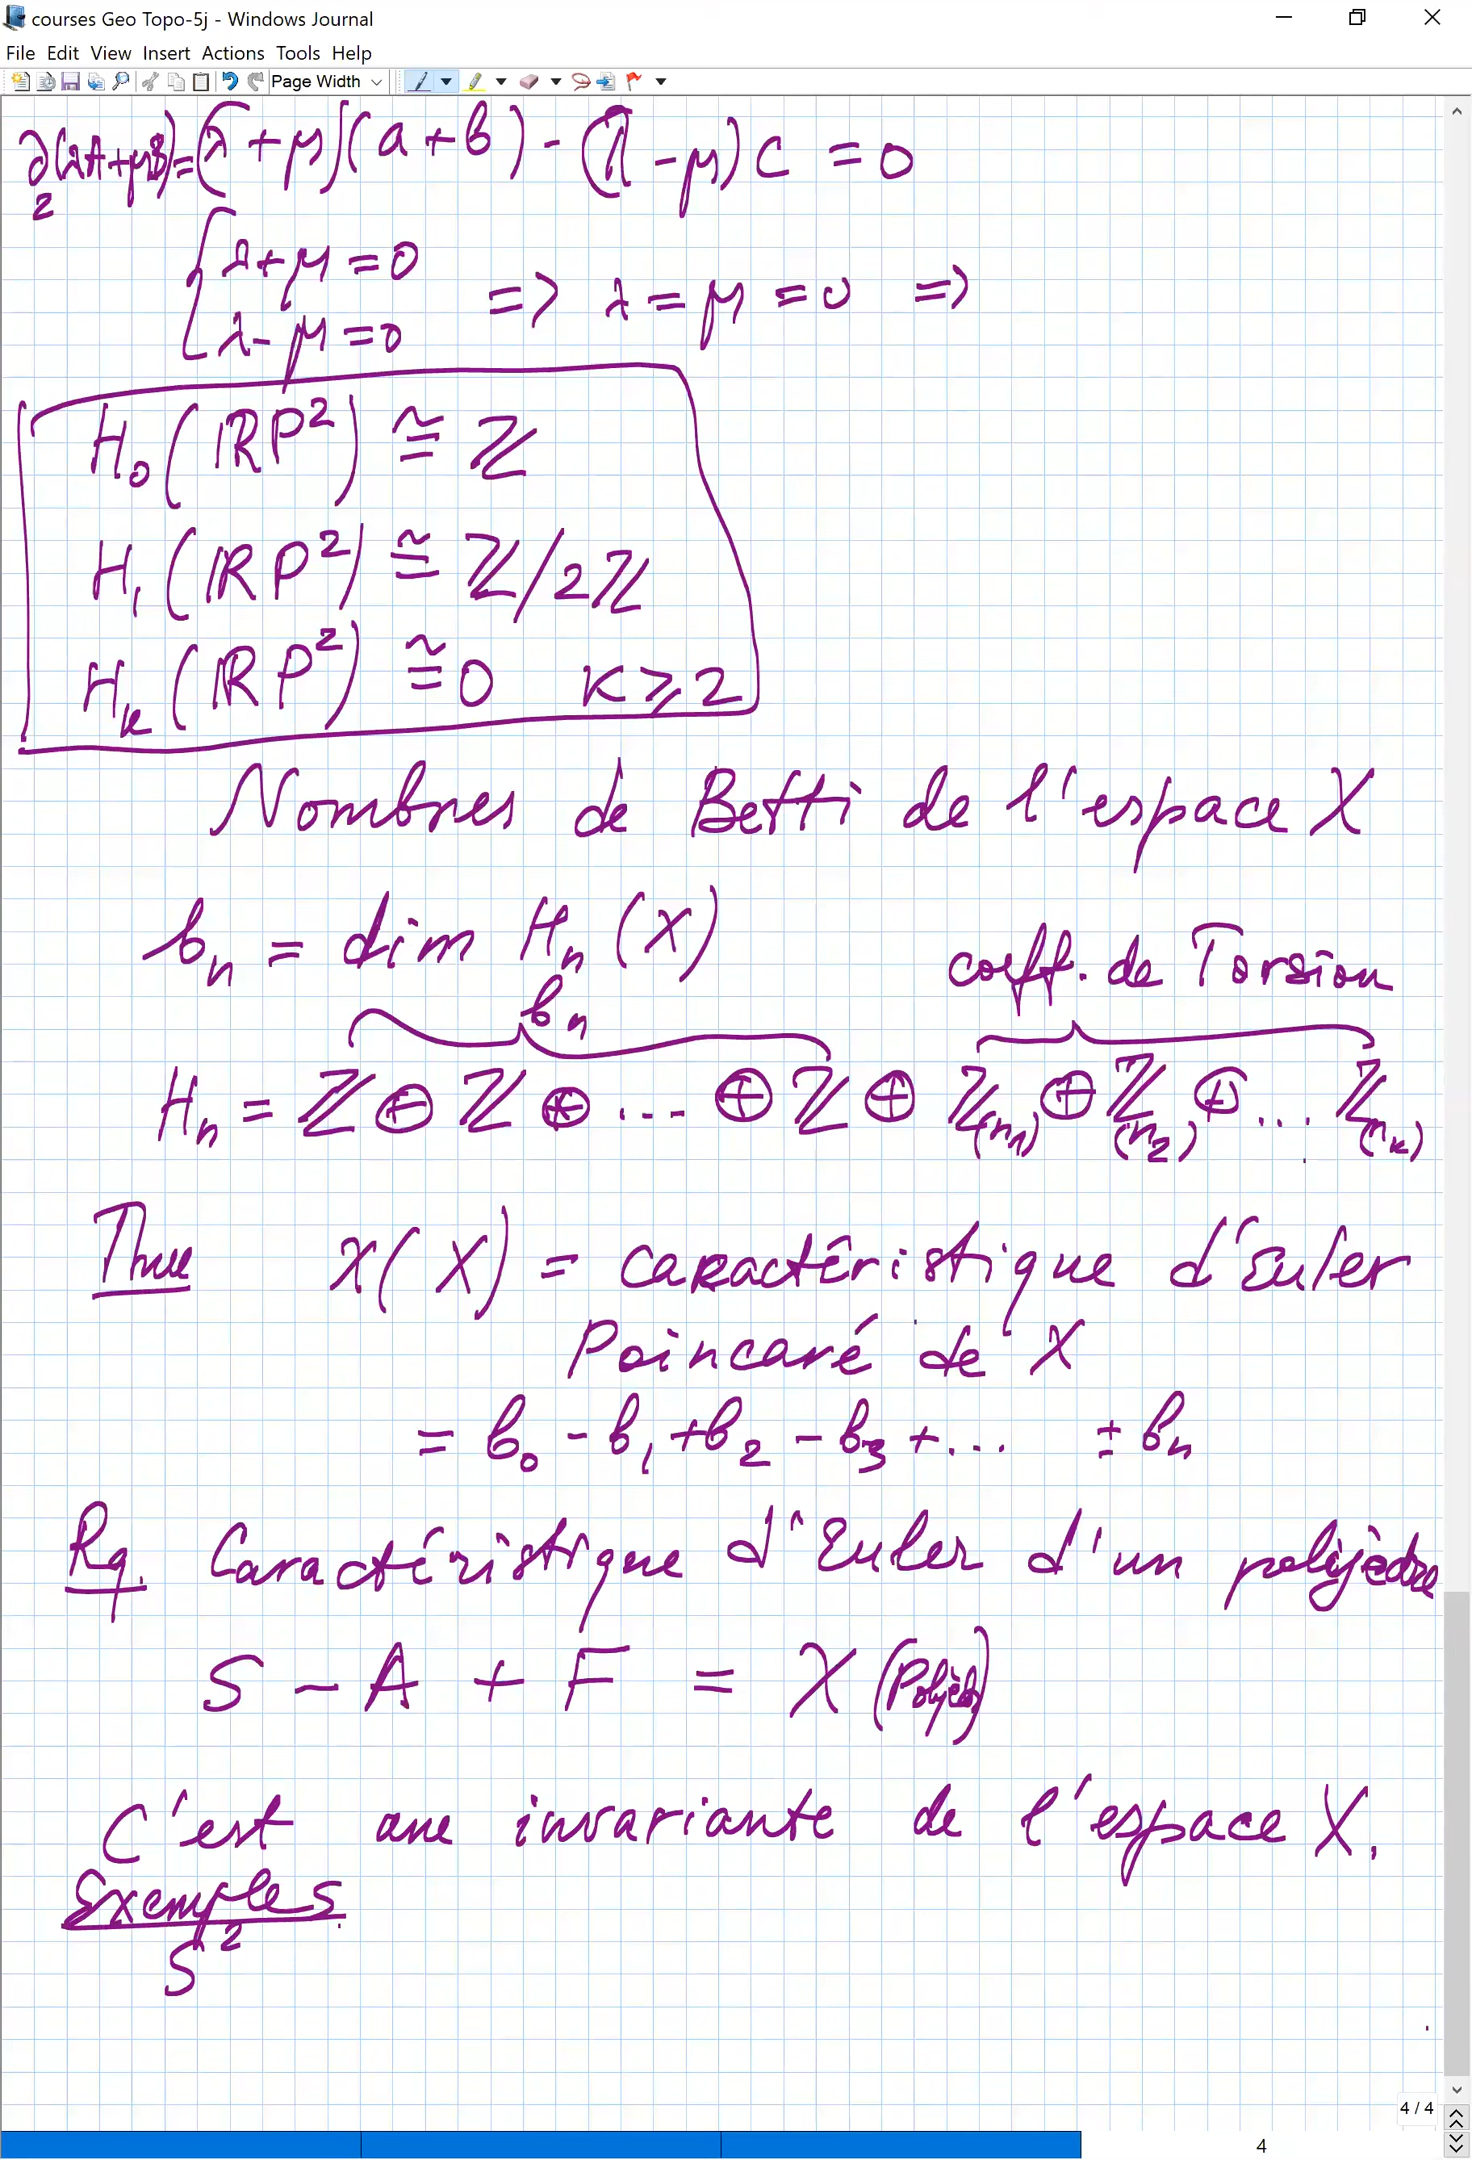 courses Geo Topo-5j - Windows Journal
File Edit View Insert Actions Tools Help
Page Width
∂₂(λA+μB)=(λ+μ)(a+b)-(λ-μ)c=0
{λ+μ=0
λ-μ=0 => λ=μ=0 =>
H₀(RP²)≅ℤ
H₁(RP²)≅ℤ/2ℤ
Hₖ(RP²)≅0 K⩾2
Nombres de Betti de l'espace X
bₙ = dim Hₙ(X)
coeff. de Torsion
bₙ
Hₙ = ℤ⊕ℤ⊕... ⊕ℤ⊕ℤ(n₁)⊕ℤ(n₂)⊕...ℤ(nₖ)
Thme χ(X) = caractéristique d'Euler
Poincaré de X
= b₀-b₁+b₂-b₃+... ±bₙ
Rq. Caractéristique d'Euler d'un polyèdre
S - A + F = χ(Polyèdre)
C'est une invariante de l'espace X.
Exemples
S²
4 / 4
4